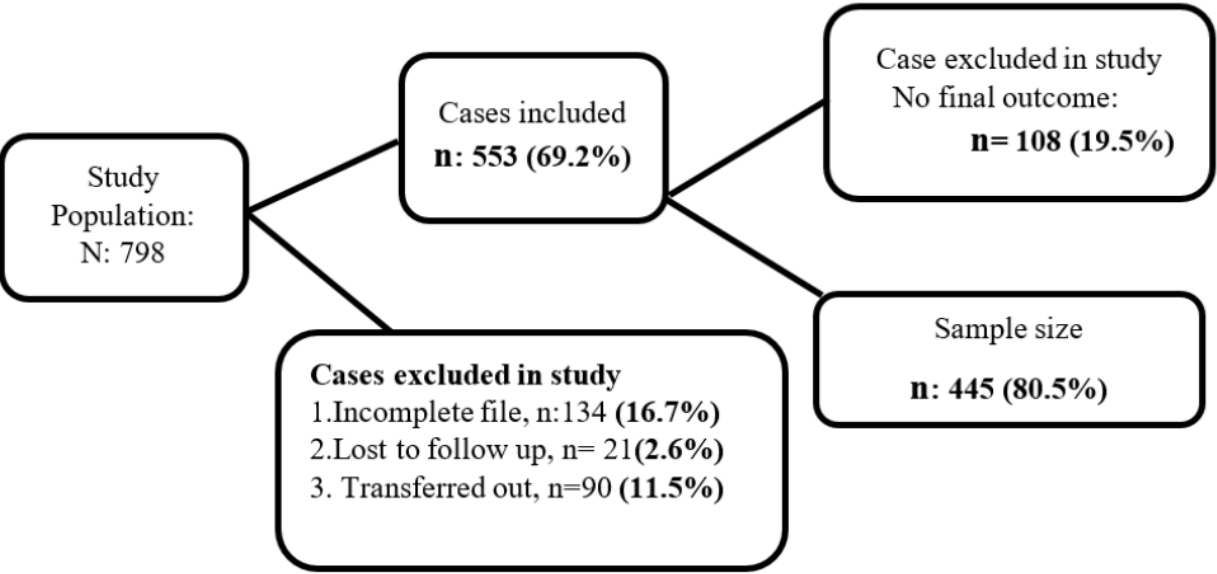 Study
Population:
N: 798
Cases included
n: 553 (69.2%)
Case excluded in study
No final outcome:
n= 108 (19.5%)
Cases excluded in study
1.Incomplete file, n:134 (16.7%)
2.Lost to follow up, n= 21(2.6%)
3. Transferred out, n=90 (11.5%)
Sample size
n: 445 (80.5%)